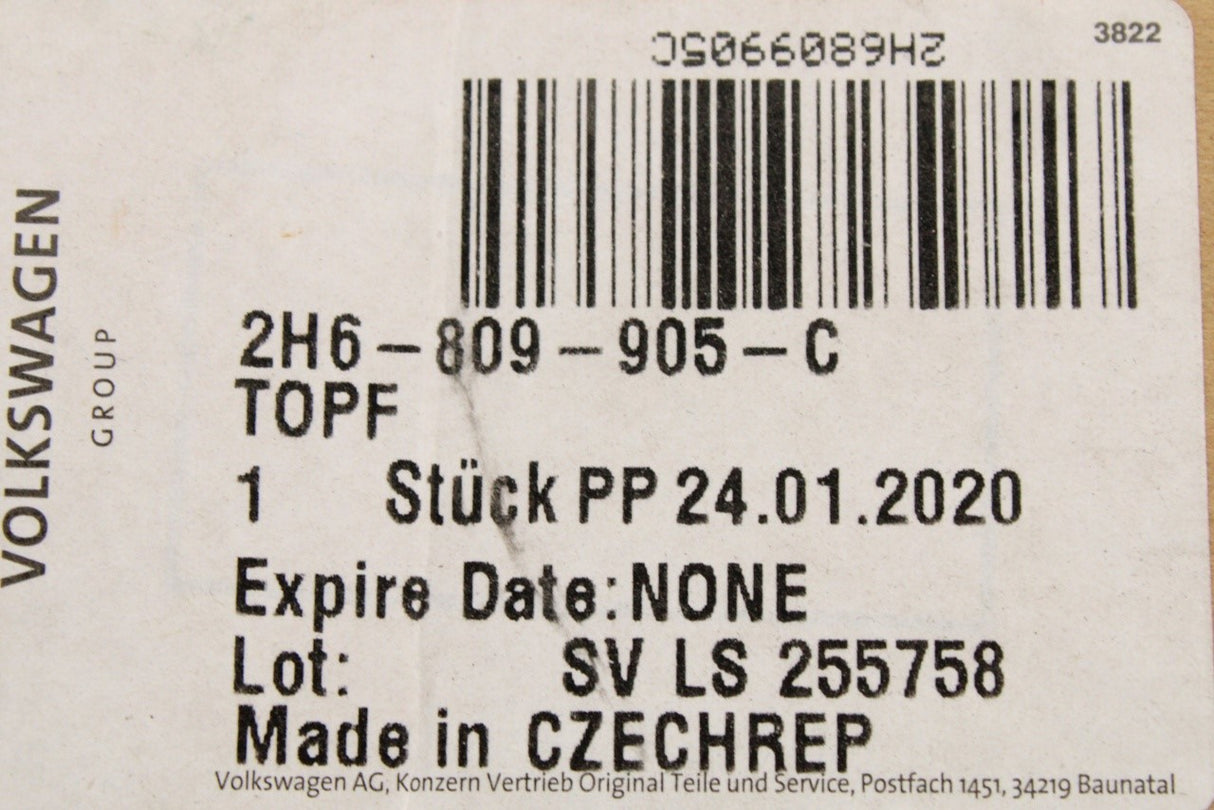 3822
2H6809905C
2H6-809-905-C
TOPF
1 Stück PP 24.01.2020
Expire Date:NONE
Lot: SV LS 255758
Made in CZECHREP
Volkswagen AG, Konzern Vertrieb Original Teile und Service, Postfach 1451, 34219 Baunatal
VOLKSWAGEN
GROUP